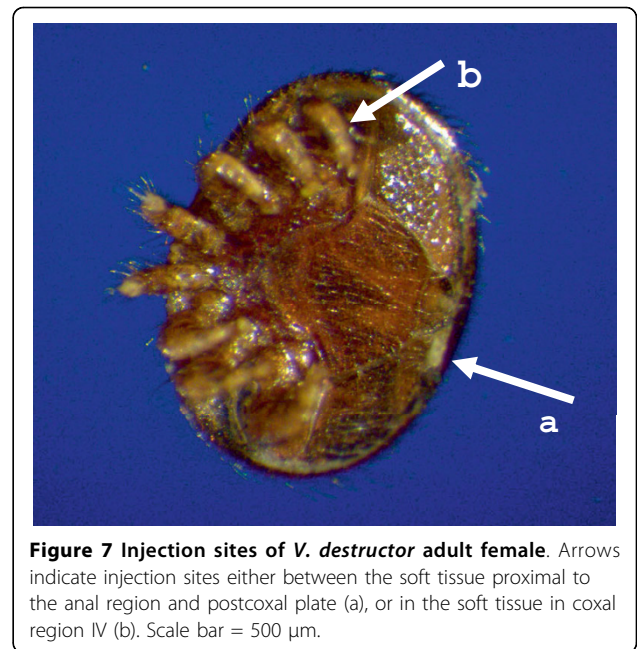 b
a
Figure 7 Injection sites of V. destructor adult female. Arrows
indicate injection sites either between the soft tissue proximal to
the anal region and postcoxal plate (a), or in the soft tissue in coxal
region IV (b). Scale bar = 500 μm.